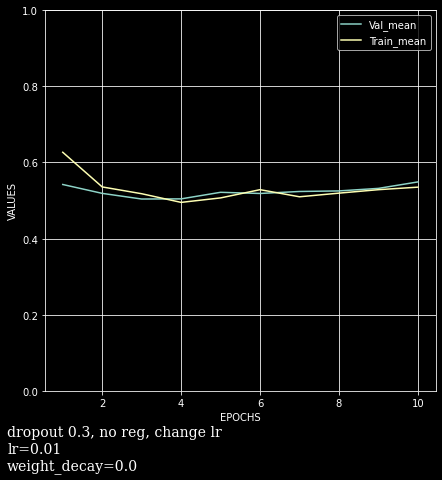 1.0
Val_mean
Train_mean
0.8
0.6
VALUES
0.4
0.2
0.0
2 4 6 8 10
EPOCHS
dropout 0.3, no reg, change lr
lr=0.01
weight_decay=0.0